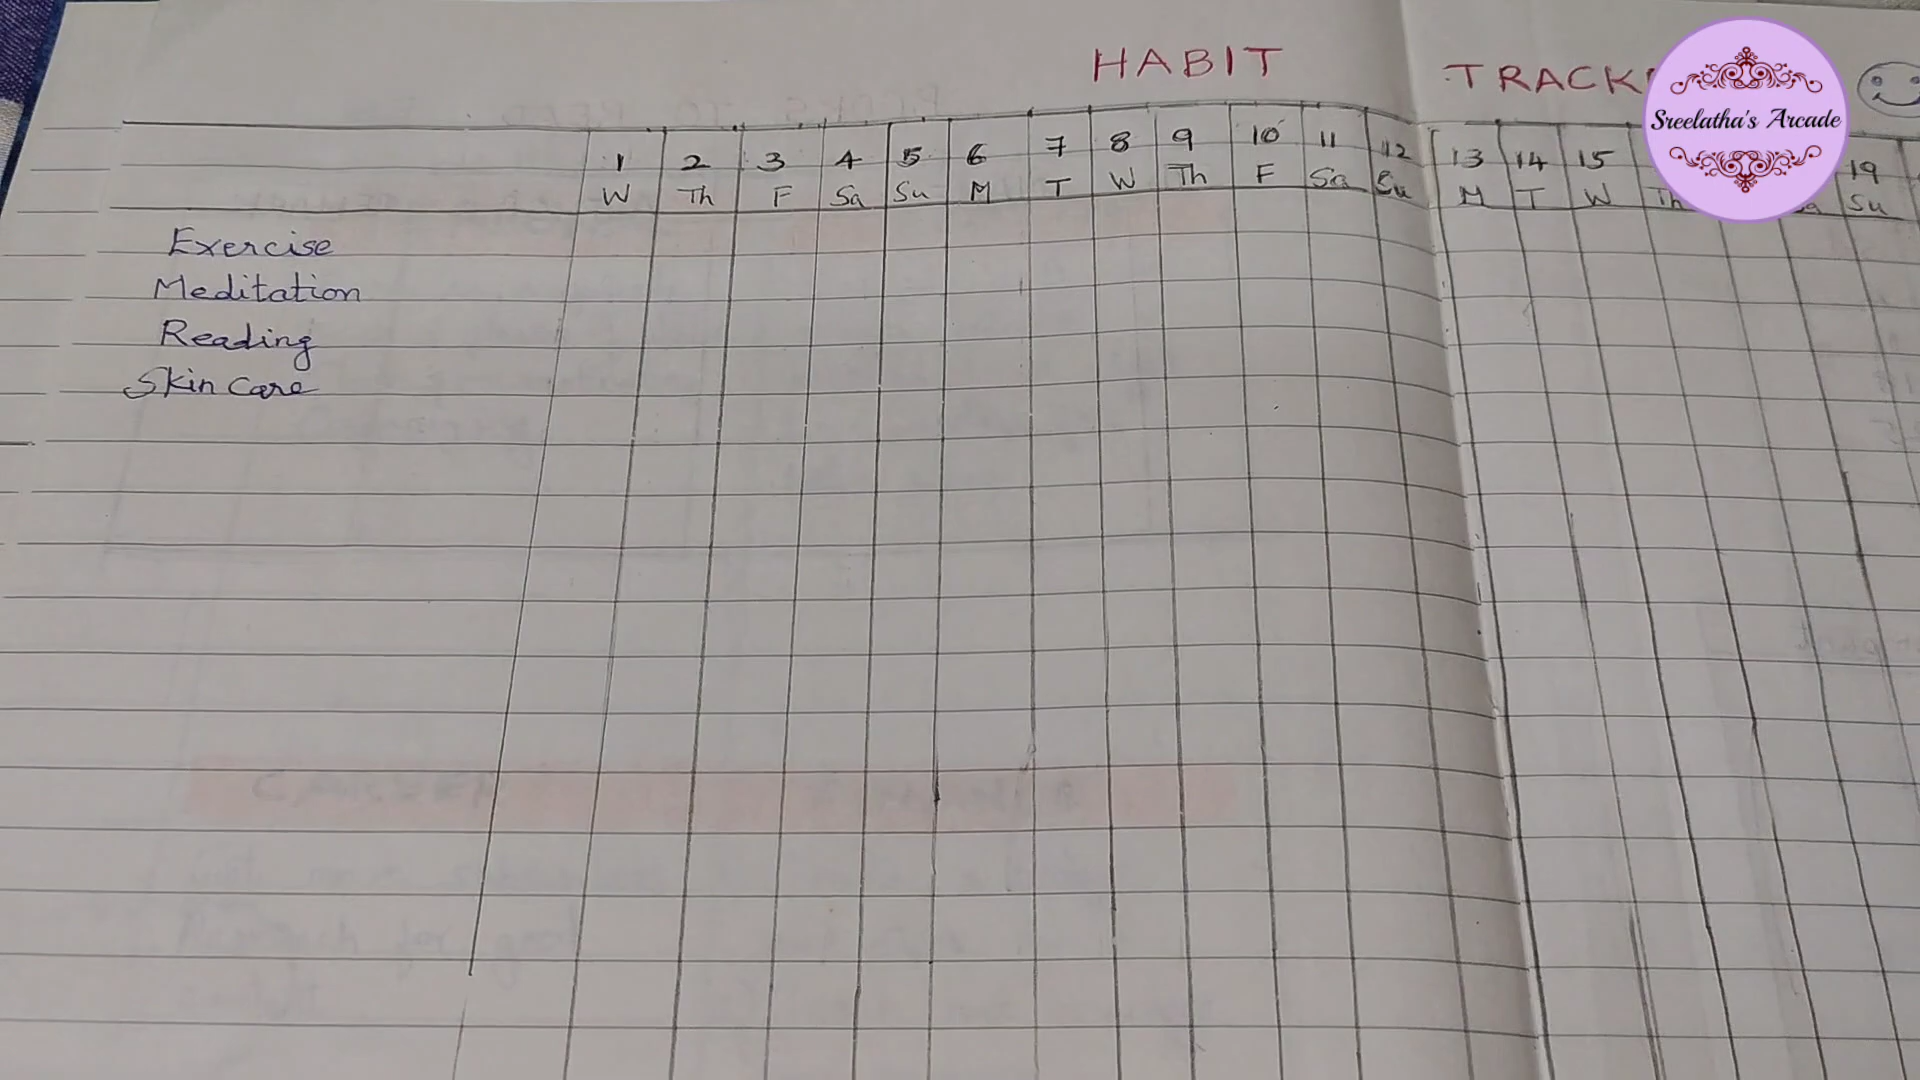 HABIT TRACK
Sreelatha's Arcade
1 2 3 4 5 6 7 8 9 10 11 12 13 14 15 19
W Th F Sa Su M T W Th F Sa Su M T W Th Su
Exercise
Meditation
Reading
Skin Care